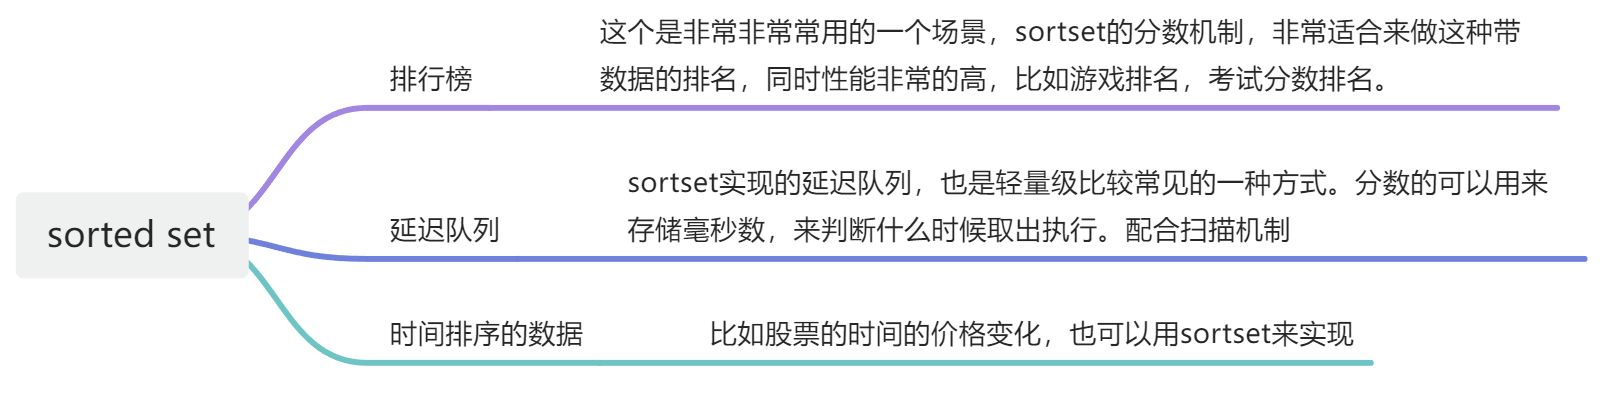 sorted set
排行榜
这个是非常非常常用的一个场景，sortset的分数机制，非常适合来做这种带
数据的排名，同时性能非常的高，比如游戏排名，考试分数排名。
延迟队列
sortset实现的延迟队列，也是轻量级比较常见的一种方式。分数的可以用来
存储毫秒数，来判断什么时候取出执行。配合扫描机制
时间排序的数据
比如股票的时间的价格变化，也可以用sortset来实现